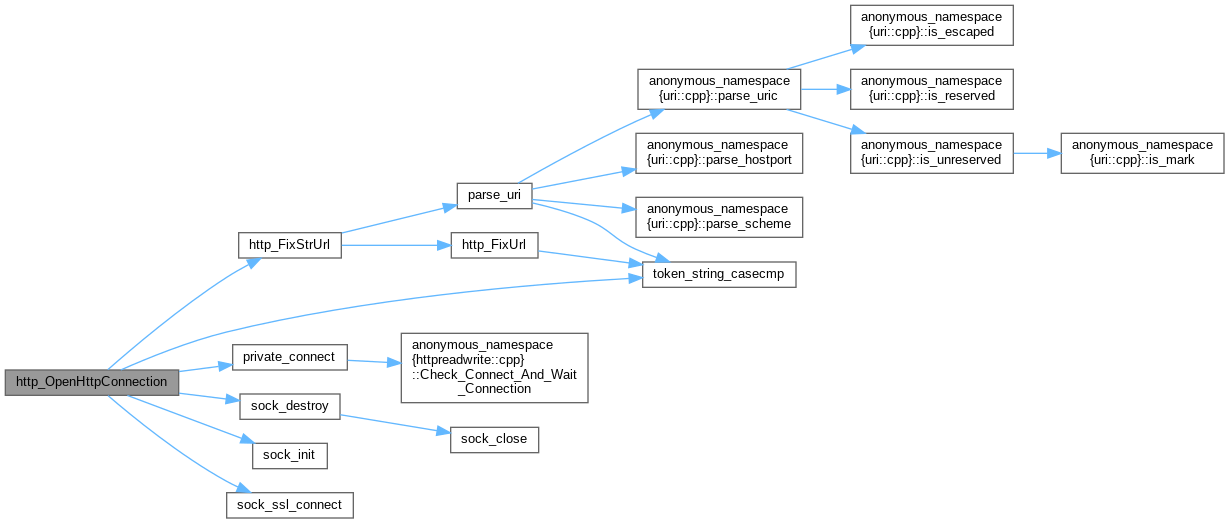 anonymous_namespace
{uri::cpp}::is_escaped
anonymous_namespace
{uri::cpp}::parse_uric
anonymous_namespace
{uri::cpp}::is_reserved
anonymous_namespace
{uri::cpp}::parse_hostport
anonymous_namespace
{uri::cpp}::is_unreserved
anonymous_namespace
{uri::cpp}::is_mark
parse_uri
anonymous_namespace
{uri::cpp}::parse_scheme
http_FixStrUrl
http_FixUrl
token_string_casecmp
http_OpenHttpConnection
private_connect
anonymous_namespace
{httpreadwrite::cpp}
::Check_Connect_And_Wait
_Connection
sock_destroy
sock_close
sock_init
sock_ssl_connect